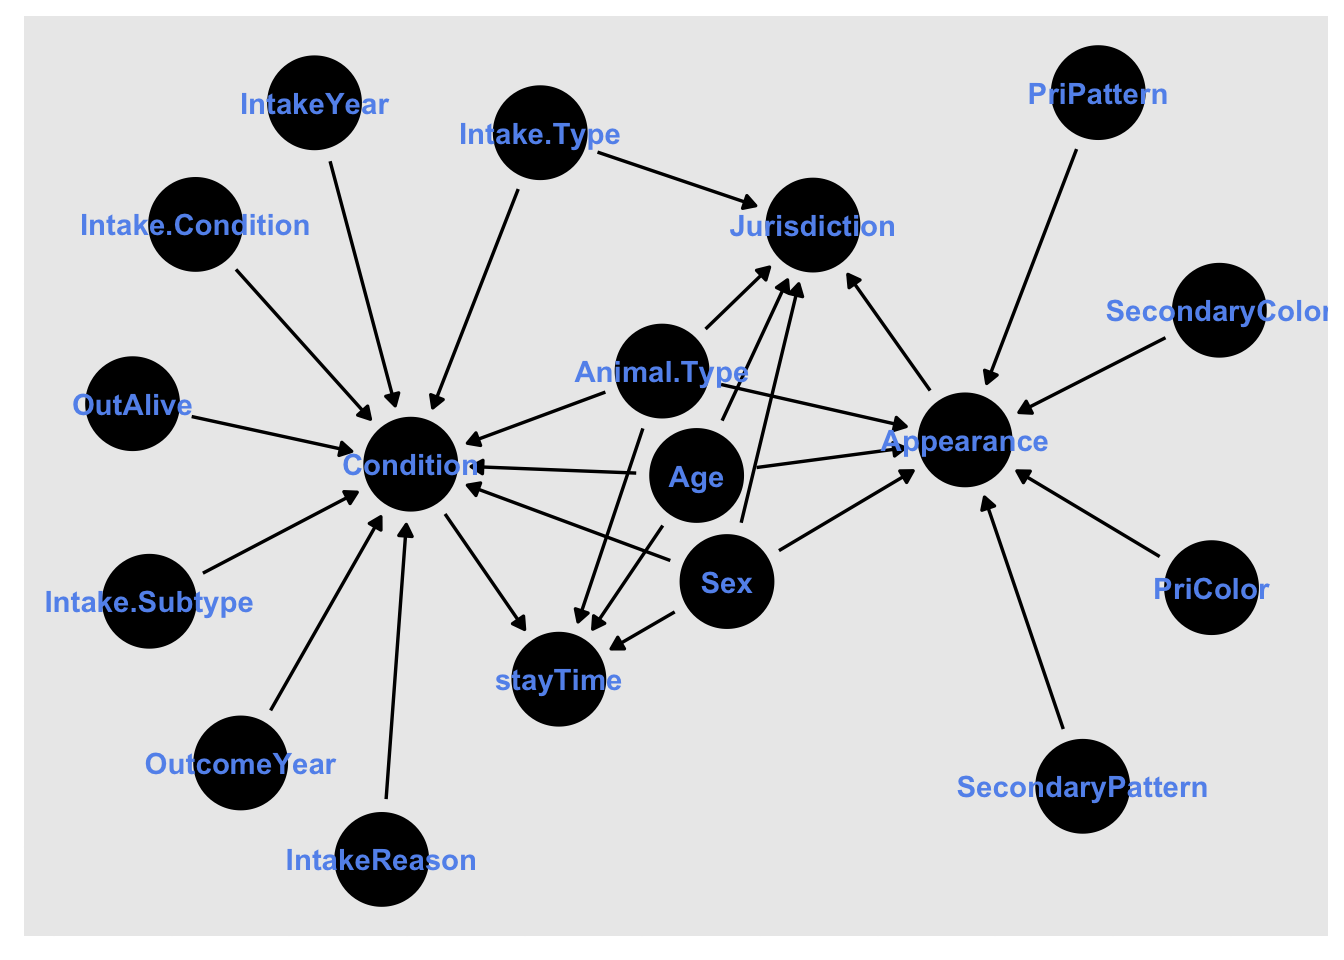 PriPattern
IntakeYear
Intake.Type
Intake.Condition
Jurisdiction
SecondaryColor
Animal.Type
OutAlive
Appearance
Condition
Age
Sex
PriColor
Intake.Subtype
stayTime
OutcomeYear
SecondaryPattern
IntakeReason